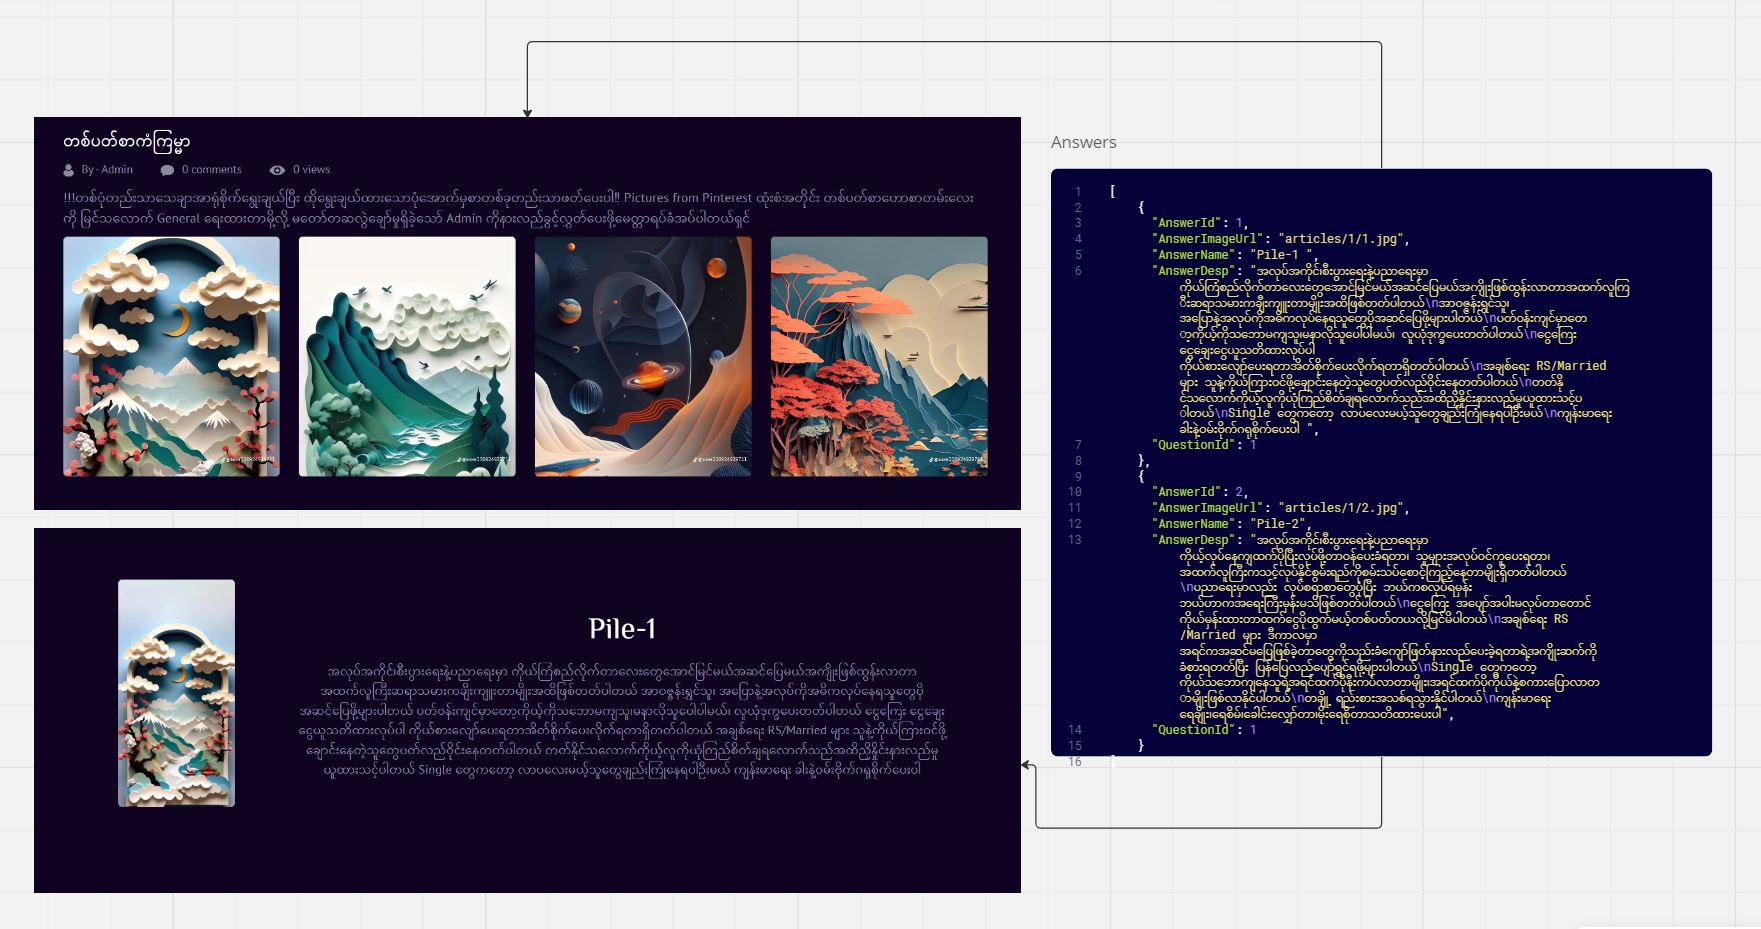 တစ်ပတ်စာကံကြမ္မာ
By - Admin 0 comments 0 views
!!!တစ်ပုံတည်းသာသေချာအာရုံစိုက်ရွေးချယ်ပြီး ထိုရွေးချယ်ထားသောပုံအောက်မှစာတစ်ခုတည်းသာဖတ်ပေးပါ!! Pictures from Pinterest ထုံးစံအတိုင်း တစ်ပတ်စာဟောစာတမ်းလေး
ကို မြင်သလောက် General ရေးထားတာမို့လို့ မတော်တဆလွဲချော်မှုရှိခဲ့သော် Admin ကိုနားလည်ခွင့်လွှတ်ပေးဖို့မေတ္တာရပ်ခံအပ်ပါတယ်ရှင်
Pile-1
အလုပ်အကိုင်၊စီးပွားရေးနဲ့ပညာရေးမှာ ကိုယ်ကြံစည်လိုက်တာလေးတွေအောင်မြင်မယ်အဆင်ပြေမယ်အကျိုးဖြစ်ထွန်းလာတာ
အထက်လူကြီးဆရာသမားကချီးကျူးတာမျိုးအထိဖြစ်တတ်ပါတယ် အာဝဇ္ဇန်းရွှင်သူ၊ အပြောနဲ့အလုပ်ကိုအဓိကလုပ်နေရသူတွေပို
အဆင်ပြေဖို့များပါတယ် ပတ်ဝန်းကျင်မှာတော့ကိုယ့်ကိုသဘောမကျသူ၊မနာလိုသူပေါပါမယ်၊ လူယုံဒုက္ခပေးတတ်ပါတယ် ငွေကြေး ငွေချေး
ငွေယူသတိထားလုပ်ပါ ကိုယ်စားလျော်ပေးရတာ၊အိတ်စိုက်ပေးလိုက်ရတာရှိတတ်ပါတယ် အချစ်ရေး RS/Married များ သူနဲ့ကိုယ်ကြားဝင်ဖို့
ချောင်းနေတဲ့သူတွေပတ်လည်ဝိုင်းနေတတ်ပါတယ် တတ်နိုင်သလောက်ကိုယ့်လူကိုယုံကြည်စိတ်ချရလောက်သည်အထိညှိနှိုင်းနားလည်မှု
ယူထားသင့်ပါတယ် Single တွေကတော့ လာပလေးမယ့်သူတွေချည်းကြုံနေရပါဦးမယ် ကျန်းမာရေး ခါးနဲ့ဝမ်းဗိုက်ဂရုစိုက်ပေးပါ
Answers
1 [
2 {
3 "AnswerId": 1,
4 "AnswerImageUrl": "articles/1/1.jpg",
5 "AnswerName": "Pile-1 ",
6 "AnswerDesp": "အလုပ်အကိုင်၊စီးပွားရေးနဲ့ပညာရေးမှာ
ကိုယ်ကြံစည်လိုက်တာလေးတွေအောင်မြင်မယ်အဆင်ပြေမယ်အကျိုးဖြစ်ထွန်းလာတာအထက်လူကြ
ီးဆရာသမားကချီးကျူးတာမျိုးအထိဖြစ်တတ်ပါတယ်\nအာဝဇ္ဇန်းရွှင်သူ၊
အပြောနဲ့အလုပ်ကိုအဓိကလုပ်နေရသူတွေပိုအဆင်ပြေဖို့များပါတယ်\nပတ်ဝန်းကျင်မှာတေ
ာ့ကိုယ့်ကိုသဘောမကျသူ၊မနာလိုသူပေါပါမယ်၊ လူယုံဒုက္ခပေးတတ်ပါတယ်\nငွေကြေး
ငွေချေးငွေယူသတိထားလုပ်ပါ
ကိုယ်စားလျော်ပေးရတာ၊အိတ်စိုက်ပေးလိုက်ရတာရှိတတ်ပါတယ်\nအချစ်ရေး RS/Married
များ သူနဲ့ကိုယ်ကြားဝင်ဖို့ချောင်းနေတဲ့သူတွေပတ်လည်ဝိုင်းနေတတ်ပါတယ်\nတတ်နို
င်သလောက်ကိုယ့်လူကိုယုံကြည်စိတ်ချရလောက်သည်အထိညှိနှိုင်းနားလည်မှုယူထားသင့်ပ
ါတယ်\nSingle တွေကတော့ လာပလေးမယ့်သူတွေချည်းကြုံနေရပါဦးမယ်\nကျန်းမာရေး
ခါးနဲ့ဝမ်းဗိုက်ဂရုစိုက်ပေးပါ ",
7 "QuestionId": 1
8 },
9 {
10 "AnswerId": 2,
11 "AnswerImageUrl": "articles/1/2.jpg",
12 "AnswerName": "Pile-2",
13 "AnswerDesp": "အလုပ်အကိုင်၊စီးပွားရေးနဲ့ပညာရေးမှာ
ကိုယ့်လုပ်နေကျထက်ပိုပြီးလုပ်ဖို့တာဝန်ပေးခံရတာ၊ သူများအလုပ်ဝင်ကူပေးရတာ၊
အထက်လူကြီးကသင့်လုပ်နိုင်စွမ်းရည်ကိုစမ်းသပ်စောင့်ကြည့်နေတာမျိုးရှိတတ်ပါတယ်
\nပညာရေးမှာလည်း လုပ်စရာစာတွေပိုပြီး ဘယ်ကစလုပ်ရမှန်း
ဘယ်ဟာကအရေးကြီးမှန်းမသိဖြစ်တတ်ပါတယ်\nငွေကြေး အပျော်အပါးမလုပ်တာတောင်
ကိုယ်မှန်းထားတာထက်ငွေပိုထွက်မယ့်တစ်ပတ်တယလို့မြင်မိပါတယ်\nအချစ်ရေး RS
/Married များ ဒီကာလမှာ
အရင်ကအဆင်မပြေဖြစ်ခဲ့တာတွေကိုသည်းခံကျော်ဖြတ်နားလည်ပေးခဲ့ရတာရဲ့အကျိုးဆက်ကို
ခံစားရတတ်ပြီး ပြန်ပြေလည်ပျော်ရွှင်ရဖို့များပါတယ်\nSingle တွေကတော့
ကိုယ်သဘောကျနေသူရဲ့အရင်ထက်ပိုနီးကပ်လာတာမျိုး၊အရင်ထက်ပိုကိုယ်နဲ့စကားပြောလာတ
ာမျိုးဖြစ်လာနိုင်ပါတယ်\nတချို့ ရည်းစားအသစ်ရသွားနိုင်ပါတယ်\nကျန်းမာရေး
ရေချိုး၊ရေစိမ်၊ခေါင်းလျှော်တာ၊မိုးရေစိုတာသတိထားပေးပါ",
14 "QuestionId": 1
15 }
16